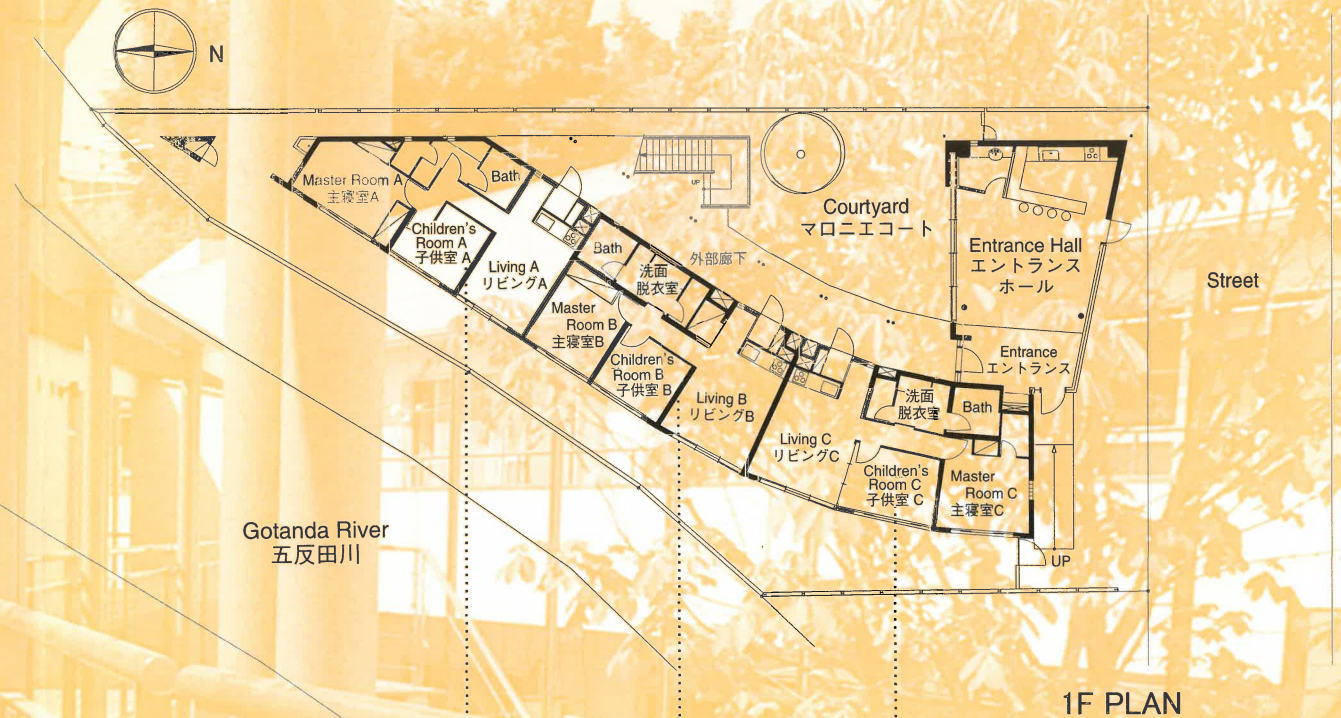 N
Master Room A
主寝室A
Bath
Children's
Room A
子供室 A
Living A
リビングA
Bath
洗面
脱衣室
Master
Room B
主寝室B
Children's
Room B
子供室 B
Living B
リビングB
UP
外部廊下
Courtyard
マロニエコート
Entrance Hall
エントランス
ホール
Entrance
エントランス
Street
Living C
リビングC
洗面
脱衣室
Bath
Children's
Room C
子供室 C
Master
Room C
主寝室C
UP
Gotanda River
五反田川
1F PLAN